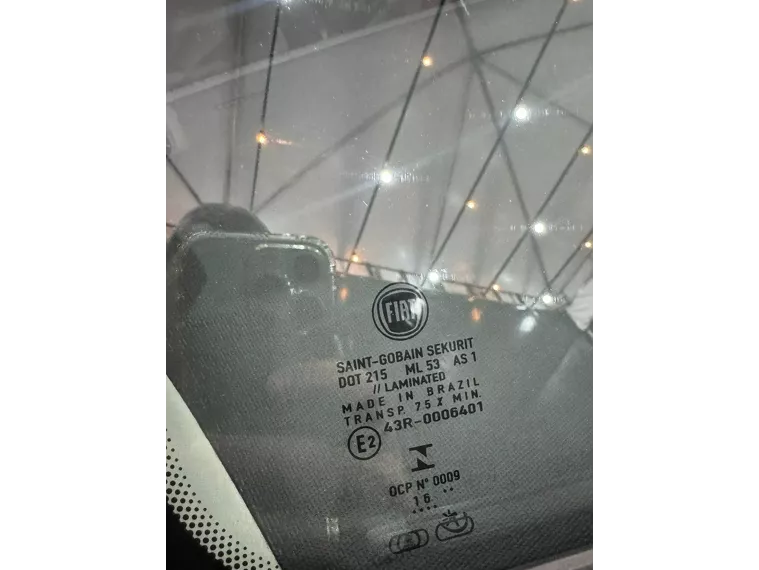 FIAT
SAINT-GOBAIN SEKURIT
DOT 215 ML 53 AS 1
// LAMINATED
MADE IN BRAZIL
TRANSP. 75 % MIN.
E2 43R-0006401
N
OCP Nº 0009
16